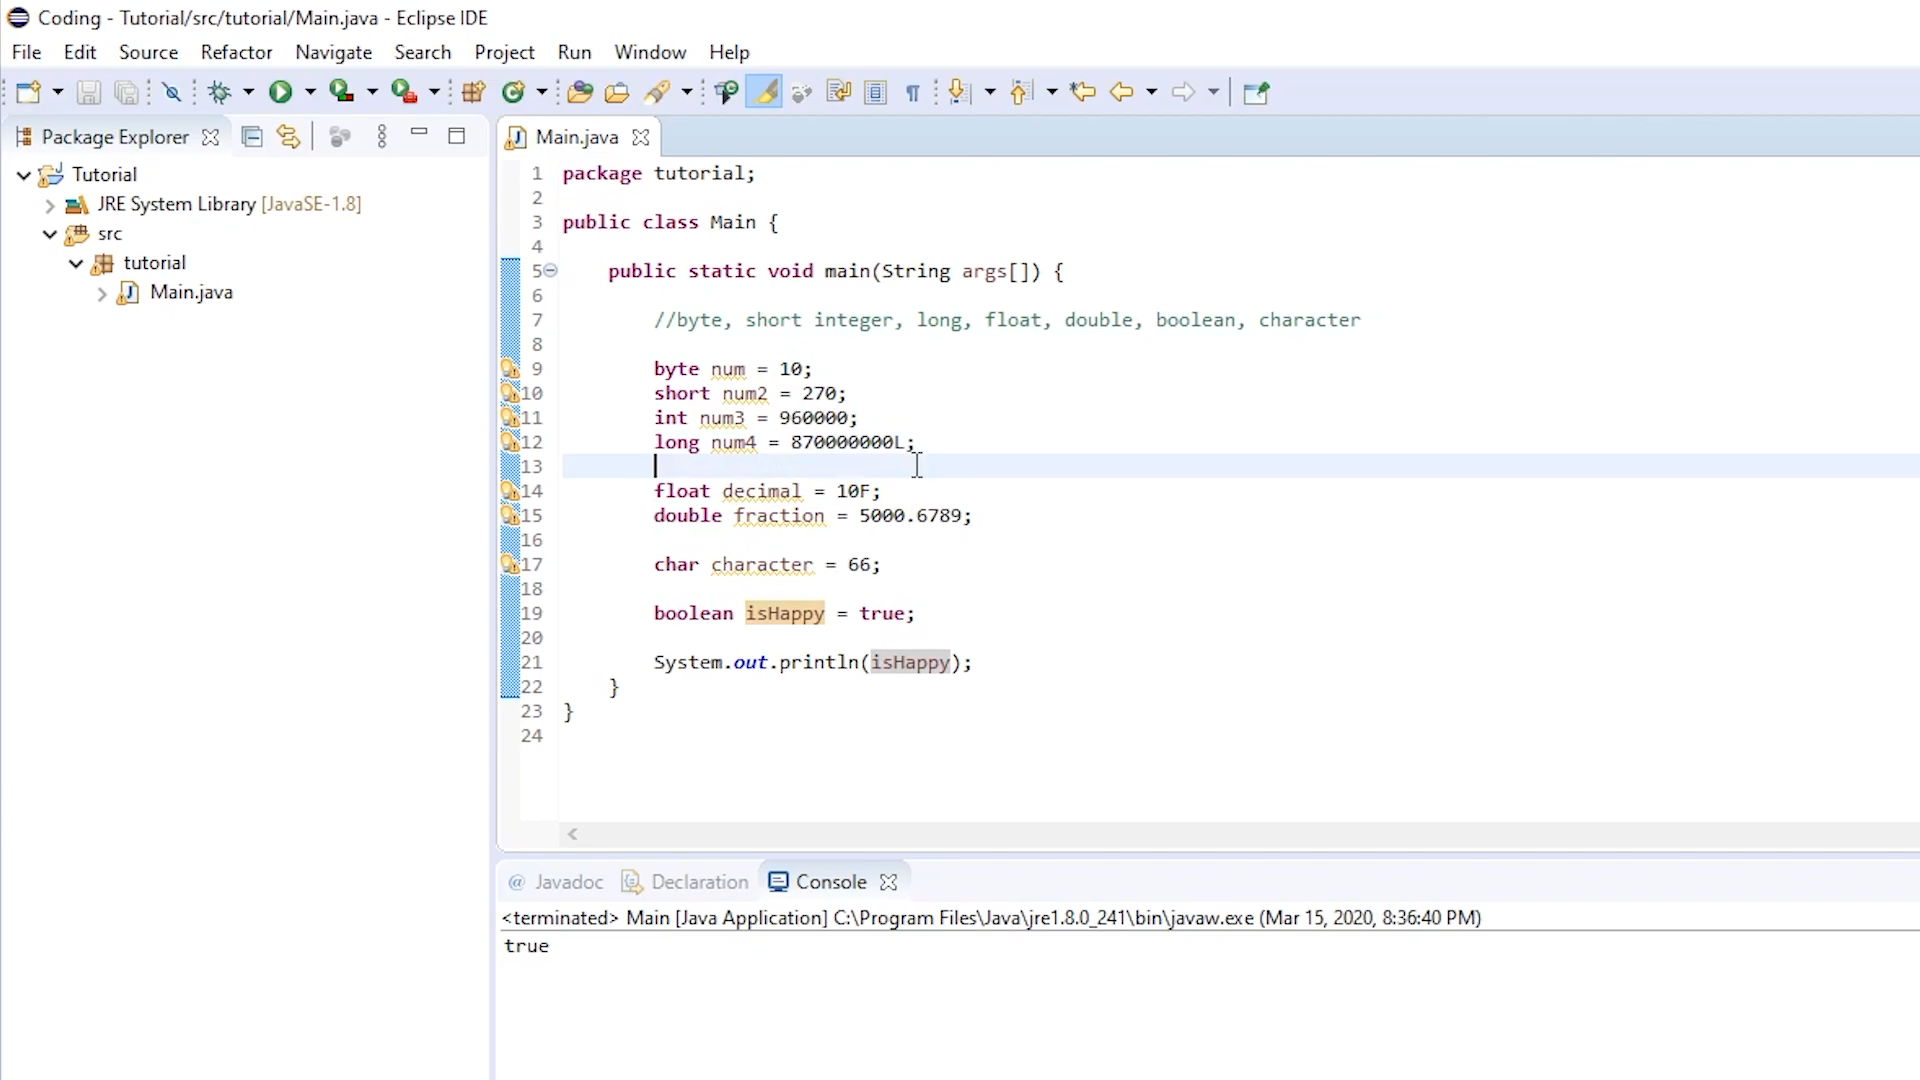 Coding - Tutorial/src/tutorial/Main.java - Eclipse IDE
File Edit Source Refactor Navigate Search Project Run Window Help
Package Explorer
Tutorial
JRE System Library [JavaSE-1.8]
src
tutorial
Main.java
Main.java
1 package tutorial;
2
3 public class Main {
4
5 public static void main(String args[]) {
6
7 //byte, short integer, long, float, double, boolean, character
8
9 byte num = 10;
10 short num2 = 270;
11 int num3 = 960000;
12 long num4 = 870000000L;
13
14 float decimal = 10F;
15 double fraction = 5000.6789;
16
17 char character = 66;
18
19 boolean isHappy = true;
20
21 System.out.println(isHappy);
22 }
23 }
24
@ Javadoc Declaration Console
<terminated> Main [Java Application] C:\Program Files\Java\jre1.8.0_241\bin\javaw.exe (Mar 15, 2020, 8:36:40 PM)
true